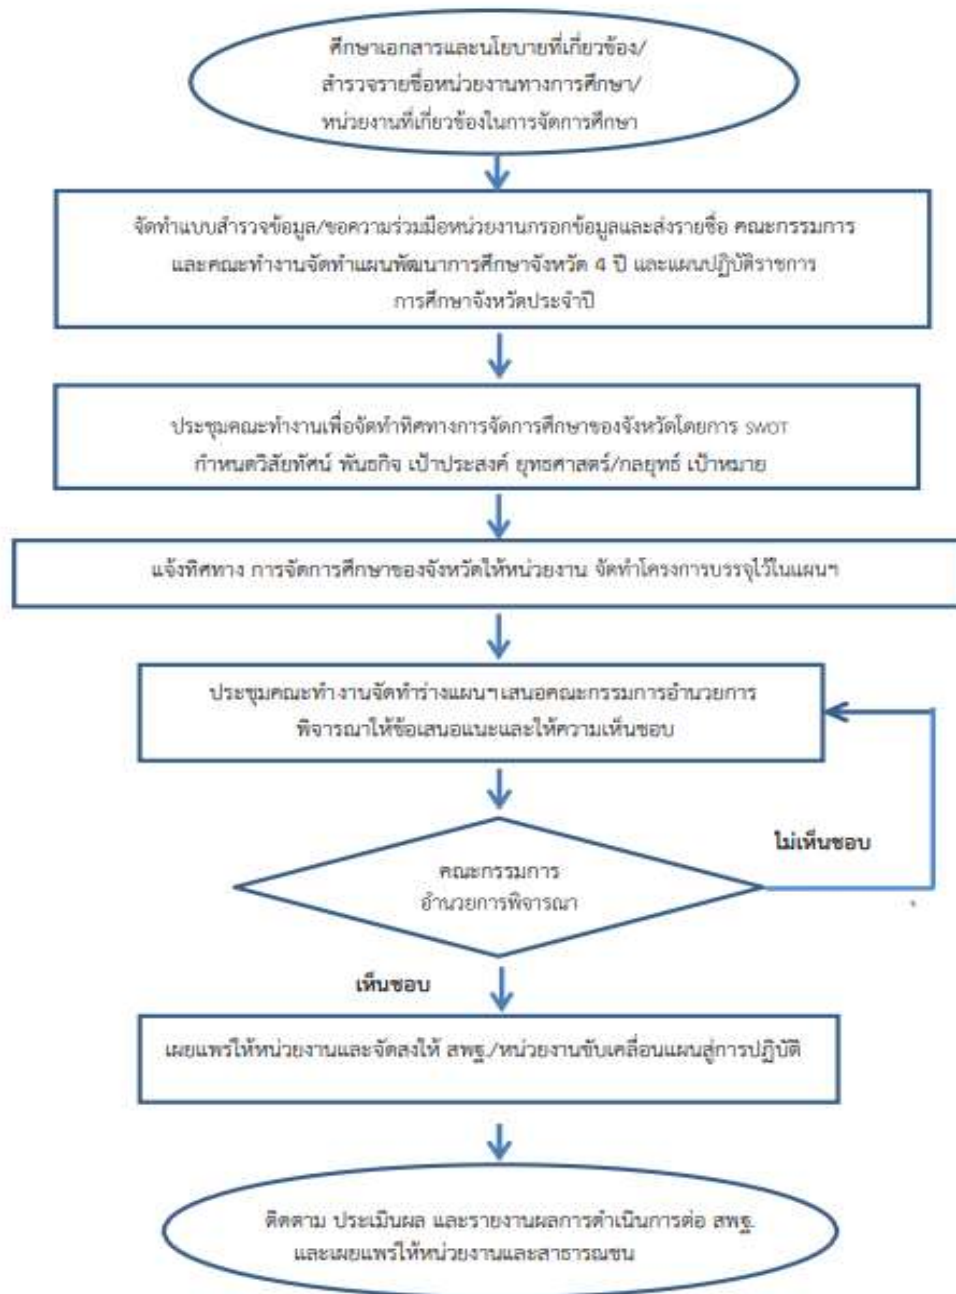 ศึกษาเอกสารและนโยบายที่เกี่ยวข้อง/
สำรวจรายชื่อหน่วยงานทางการศึกษา/
หน่วยงานที่เกี่ยวข้องในการจัดการศึกษา
จัดทำแบบสำรวจข้อมูล/ขอความร่วมมือหน่วยงานกรอกข้อมูลและส่งรายชื่อ คณะกรรมการ
และคณะทำงานจัดทำแผนพัฒนาการศึกษาจังหวัด 4 ปี และแผนปฏิบัติราชการ
การศึกษาจังหวัดประจำปี
ประชุมคณะทำงานเพื่อจัดทำทิศทางการจัดการศึกษาของจังหวัดโดยการ SWOT
กำหนดวิสัยทัศน์ พันธกิจ เป้าประสงค์ ยุทธศาสตร์/กลยุทธ์ เป้าหมาย
แจ้งทิศทาง การจัดการศึกษาของจังหวัดให้หน่วยงาน จัดทำโครงการบรรจุไว้ในแผนฯ
ประชุมคณะทำงานจัดทำร่างแผนฯเสนอคณะกรรมการอำนวยการ
พิจารณาให้ข้อเสนอแนะและให้ความเห็นชอบ
ไม่เห็นชอบ
คณะกรรมการ
อำนวยการพิจารณา
เห็นชอบ
เผยแพร่ให้หน่วยงานและจัดส่งให้ สพฐ./หน่วยงานขับเคลื่อนแผนสู่การปฏิบัติ
ติดตาม ประเมินผล และรายงานผลการดำเนินการต่อ สพฐ.
และเผยแพร่ให้หน่วยงานและสาธารณชน